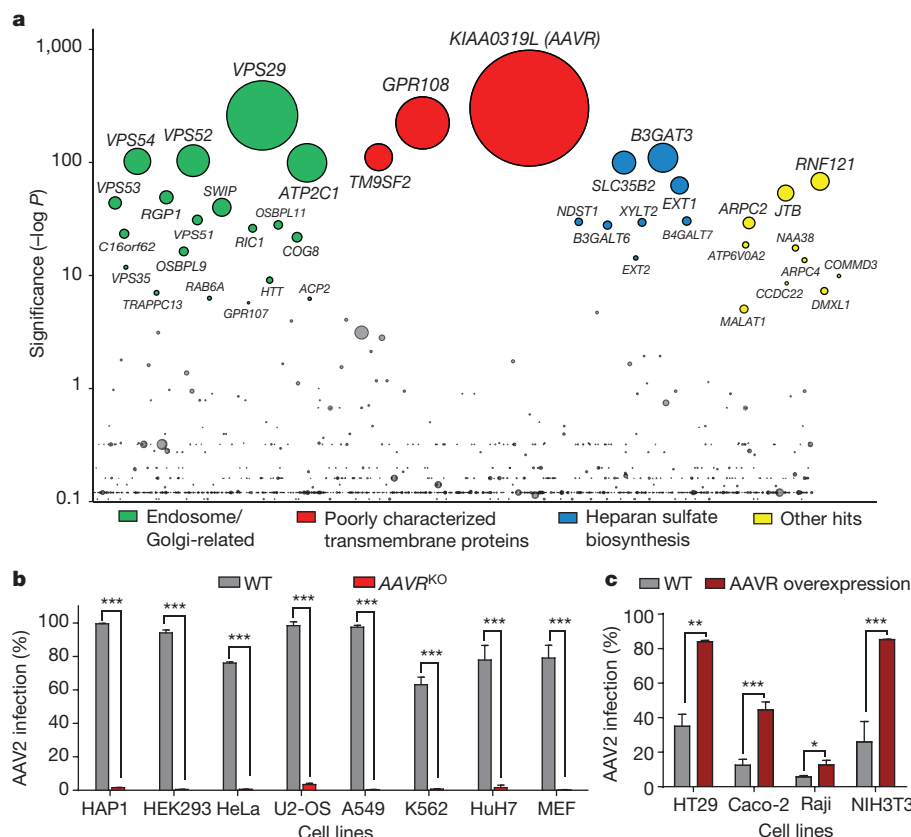 a
Significance (–log P)
1,000
100
10
1
0.1
KIAA0319L (AAVR)
VPS29
GPR108
VPS54
VPS52
B3GAT3
RNF121
ATP2C1
TM9SF2
SLC35B2
VPS53
SWIP
EXT1
JTB
RGP1
OSBPL11
NDST1
XYLT2
ARPC2
VPS51
RIC1
COG8
B3GALT6
B4GALT7
NAA38
C16orf62
OSBPL9
ATP6V0A2
VPS35
EXT2
ARPC4
COMMD3
HTT
CCDC22
TRAPPC13
RAB6A
GPR107
ACP2
DMXL1
MALAT1
Endosome/
Golgi-related
Poorly characterized
transmembrane proteins
Heparan sulfate
biosynthesis
Other hits
b
WT
AAVRKO
AAV2 infection (%)
100
80
60
40
20
0
***
***
***
***
***
***
***
***
HAP1 HEK293 HeLa U2-OS A549 K562 HuH7 MEF
Cell lines
c
WT
AAVR overexpression
AAV2 infection (%)
100
80
60
40
20
0
**
***
*
***
HT29 Caco-2 Raji NIH3T3
Cell lines